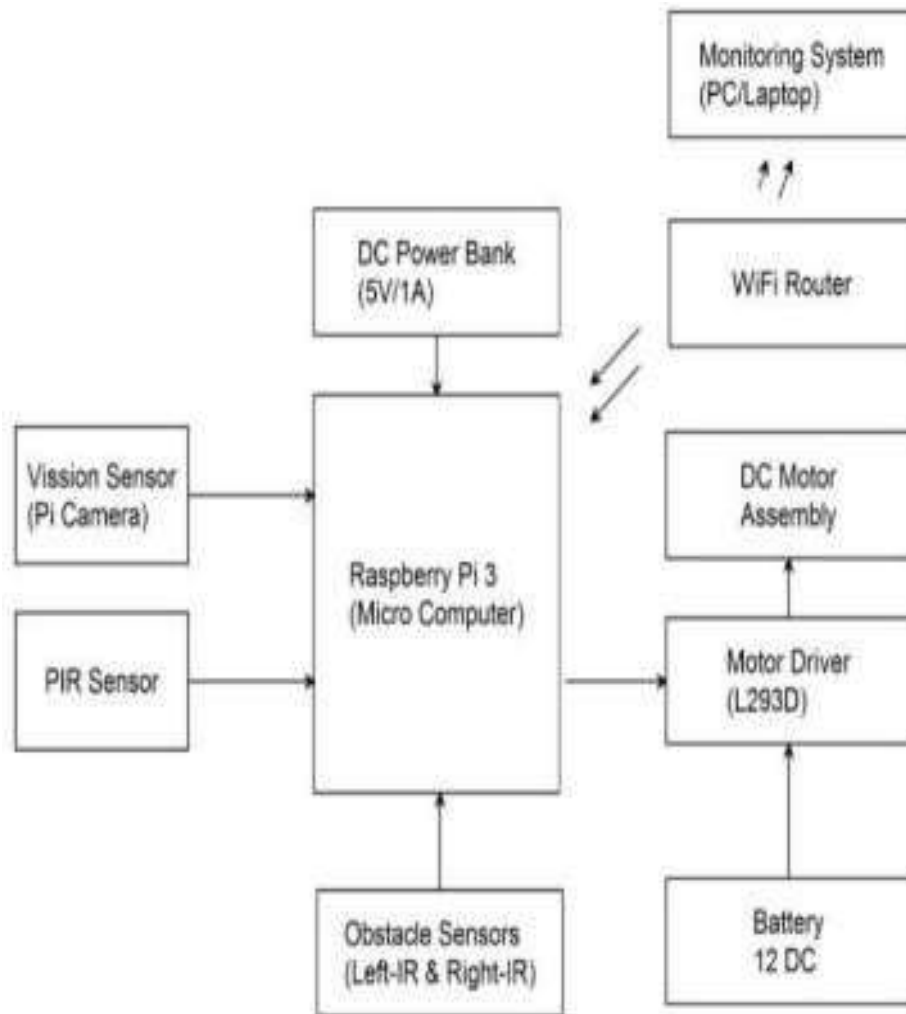 Monitoring System
(PC/Laptop)
DC Power Bank
(5V/1A)
WiFi Router
Vission Sensor
(Pi Camera)
DC Motor
Assembly
Raspberry Pi 3
(Micro Computer)
PIR Sensor
Motor Driver
(L293D)
Obstacle Sensors
(Left-IR & Right-IR)
Battery
12 DC